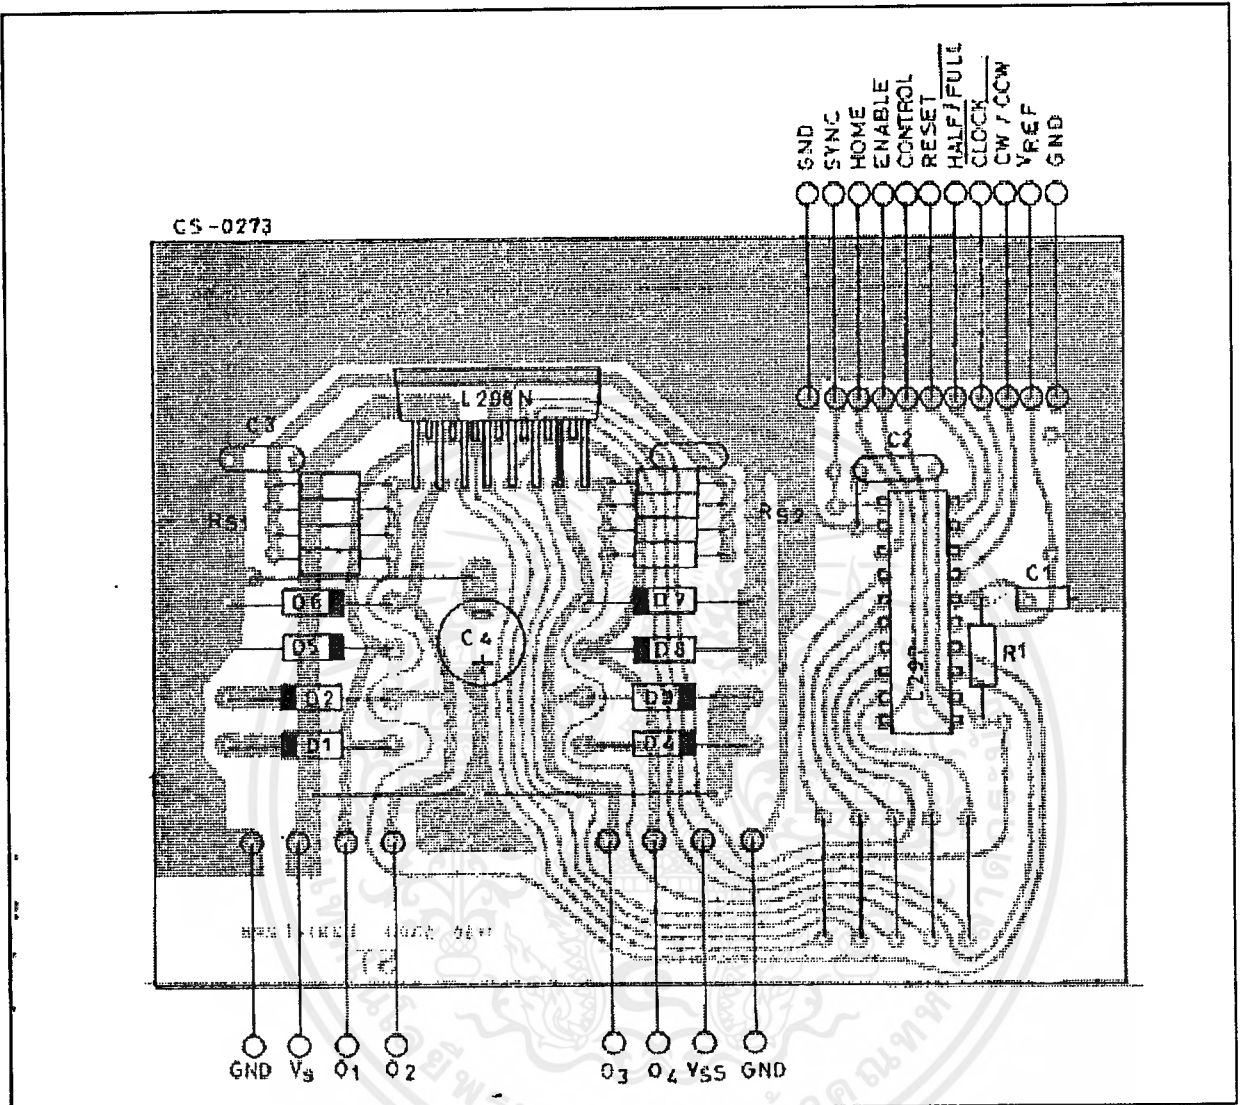 GND
SYNC
HOME
ENABLE
CONTROL
RESET
HALF / FULL
CLOCK
CW / CCW
VREF
GND
CS-0273
L298N
C3
C2
RS1
RS2
C1
D6
D7
C4
D5
D8
R1
D2
D1
D4
GND
VS
O1
O2
O3
O4
VSS
GND